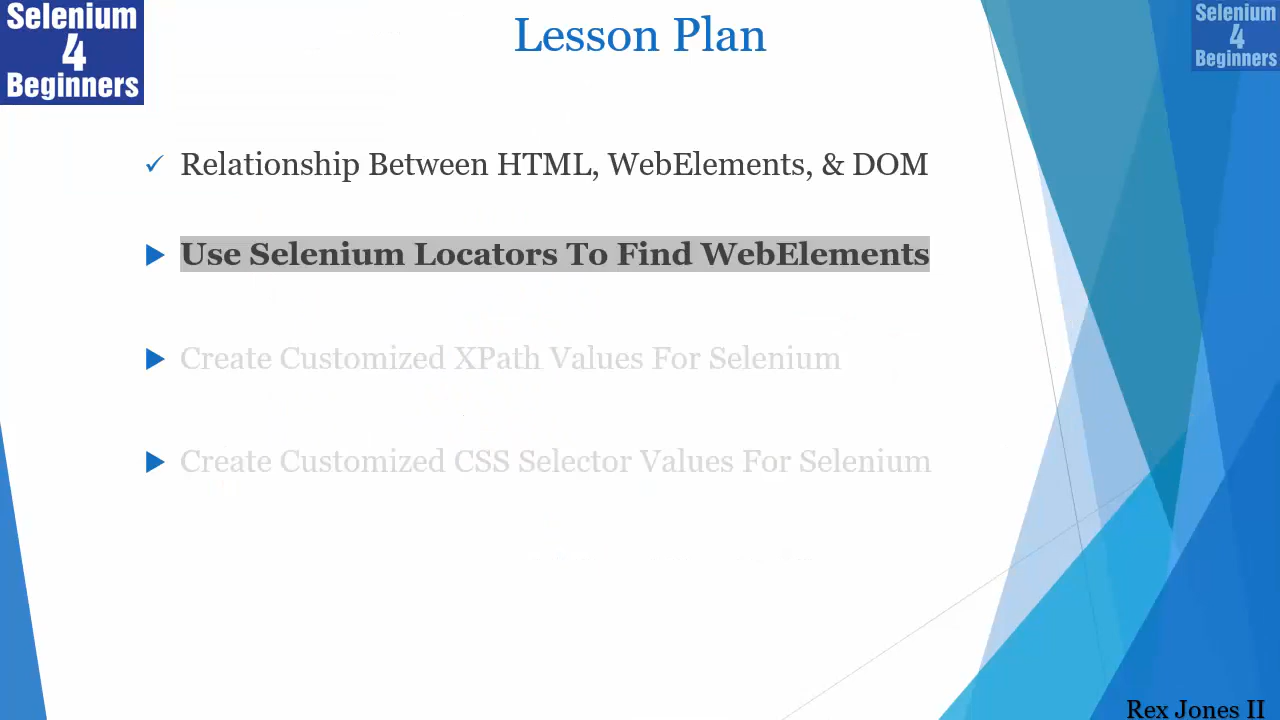 Selenium
4
Beginners
Lesson Plan
Selenium
4
Beginners
Relationship Between HTML, WebElements, & DOM
Use Selenium Locators To Find WebElements
Create Customized XPath Values For Selenium
Create Customized CSS Selector Values For Selenium
Rex Jones II